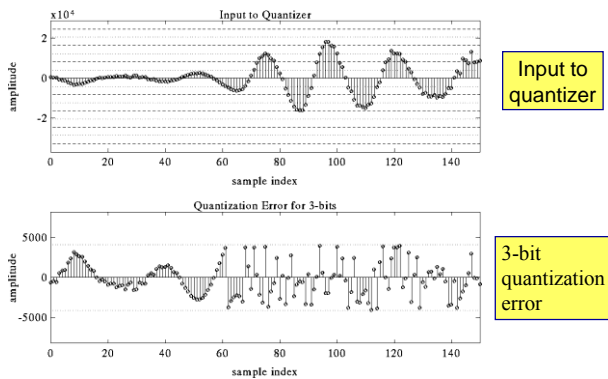 Input to Quantizer
x10⁴
2
0
-2
amplitude
0 20 40 60 80 100 120 140
sample index
Input to
quantizer
Quantization Error for 3-bits
5000
0
-5000
amplitude
0 20 40 60 80 100 120 140
sample index
3-bit
quantization
error